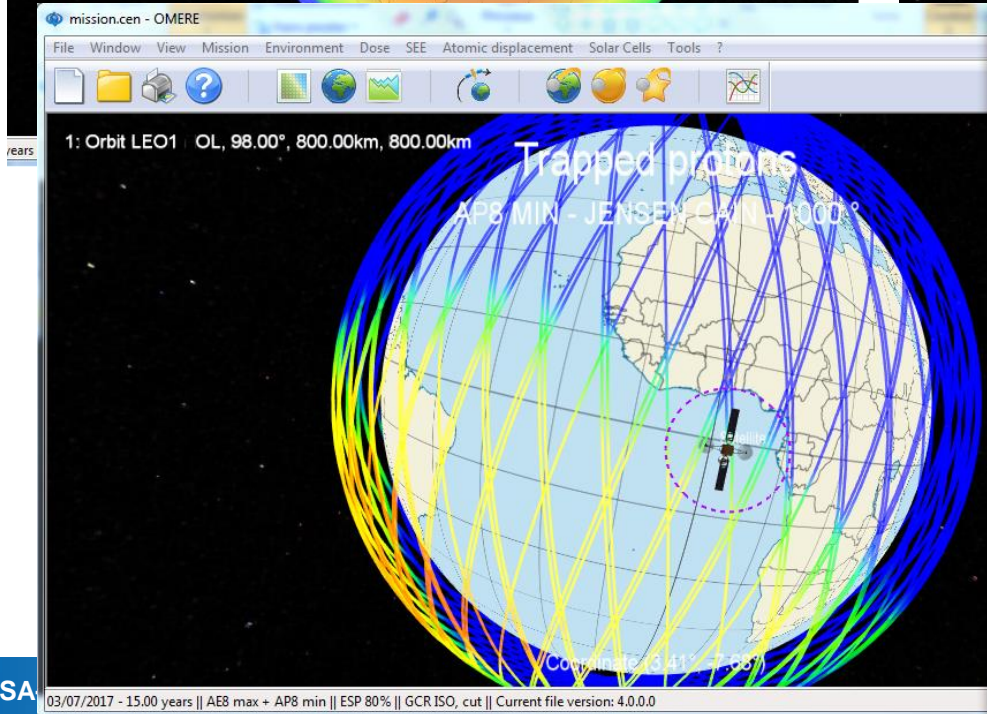 mission.cen - OMERE
File Window View Mission Environment Dose SEE Atomic displacement Solar Cells Tools ?
1: Orbit LEO1 OL, 98.00°, 800.00km, 800.00km
Trapped protons
AP8 MIN - JENSEN CAIN - 1000 °
years
Satellite
Coordinate (3.41°, -7.68°)
SA
03/07/2017 - 15.00 years || AE8 max + AP8 min || ESP 80% || GCR ISO, cut || Current file version: 4.0.0.0